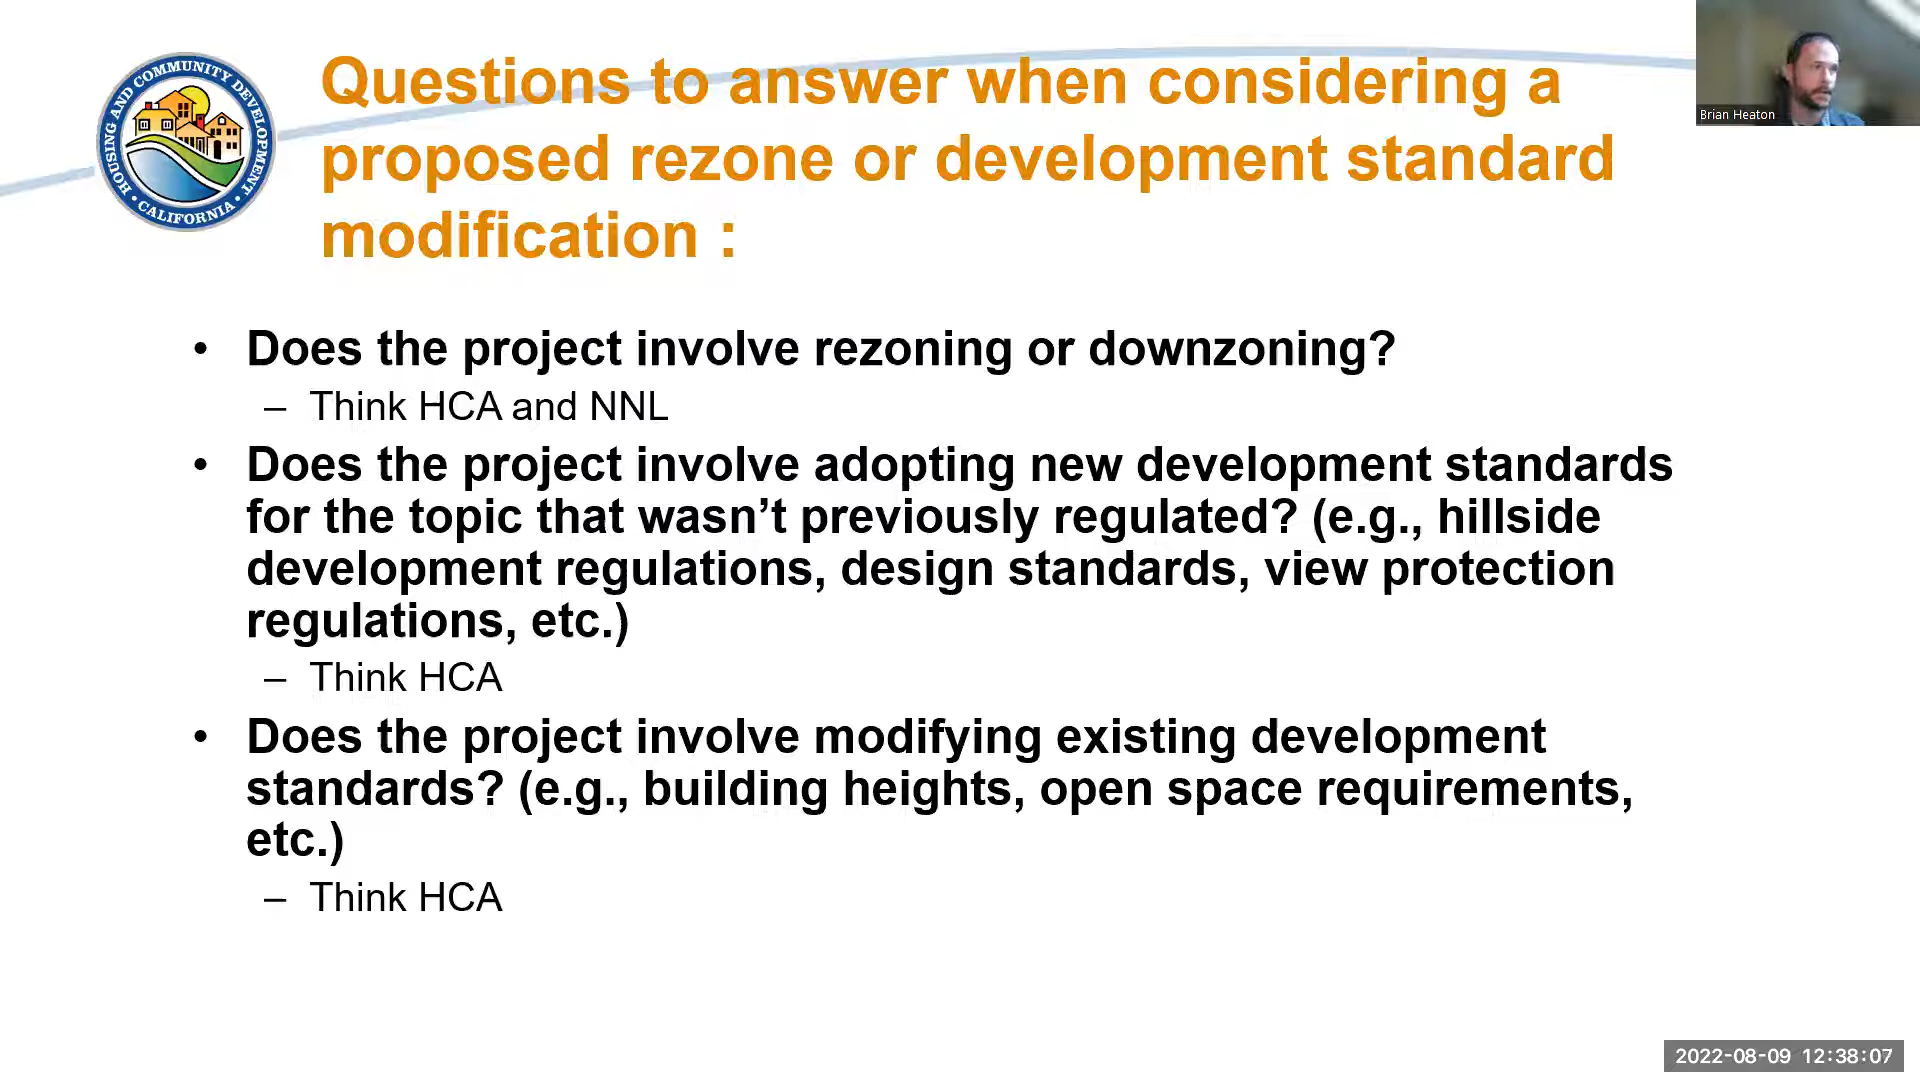 HOUSING AND COMMUNITY DEVELOPMENT
• CALIFORNIA •
Questions to answer when considering a
proposed rezone or development standard
modification :
Brian Heaton
• Does the project involve rezoning or downzoning?
– Think HCA and NNL
• Does the project involve adopting new development standards
for the topic that wasn’t previously regulated? (e.g., hillside
development regulations, design standards, view protection
regulations, etc.)
– Think HCA
• Does the project involve modifying existing development
standards? (e.g., building heights, open space requirements,
etc.)
– Think HCA
2022-08-09 12:38:07